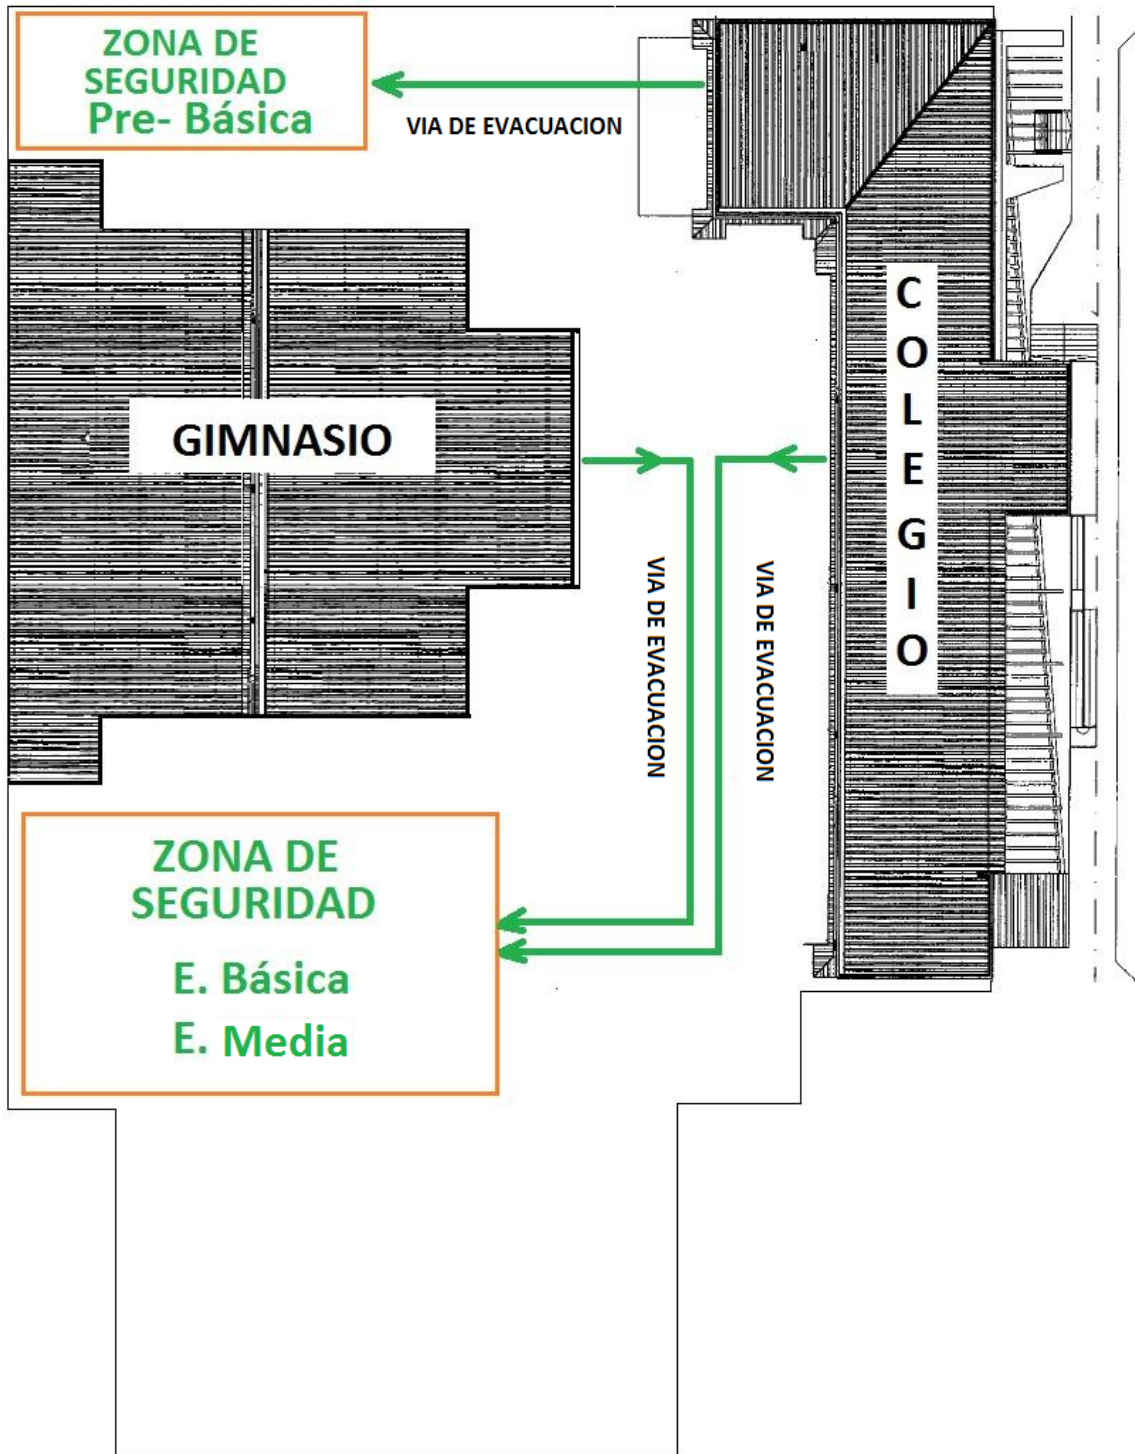 ZONA DE
SEGURIDAD
Pre- Básica
VIA DE EVACUACION
COLEGIO
GIMNASIO
VIA DE EVACUACION
VIA DE EVACUACION
ZONA DE
SEGURIDAD
E. Básica
E. Media